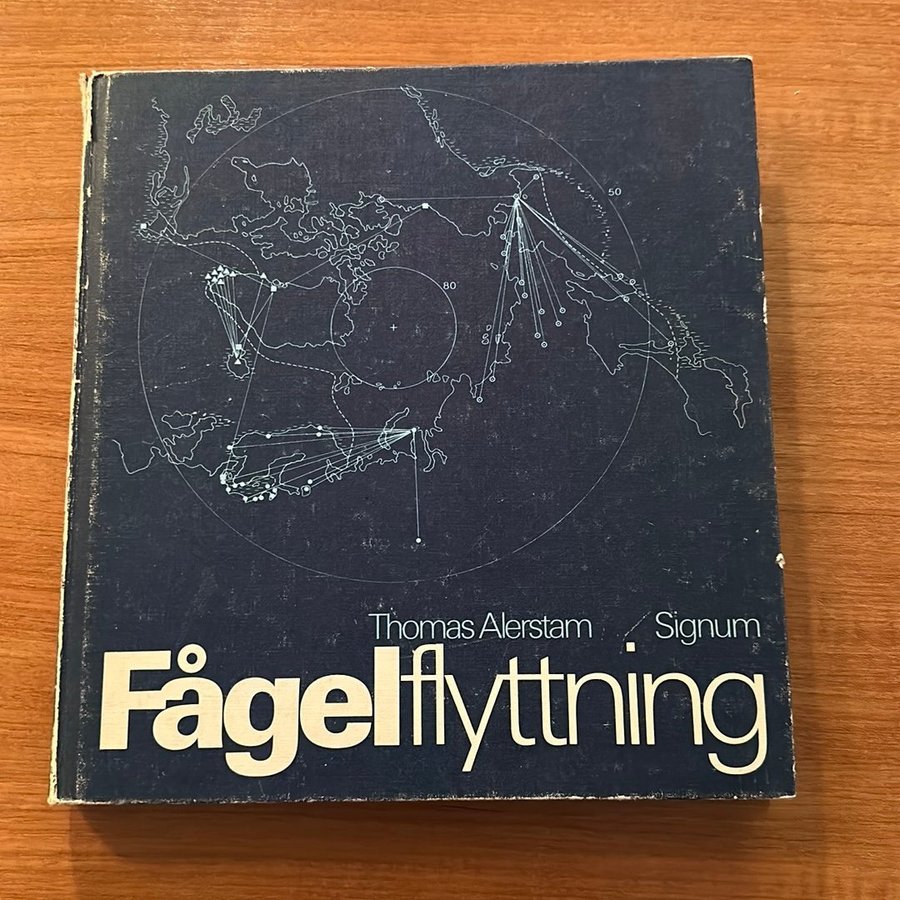 50
80
Thomas Alerstam Signum
Fågelflyttning